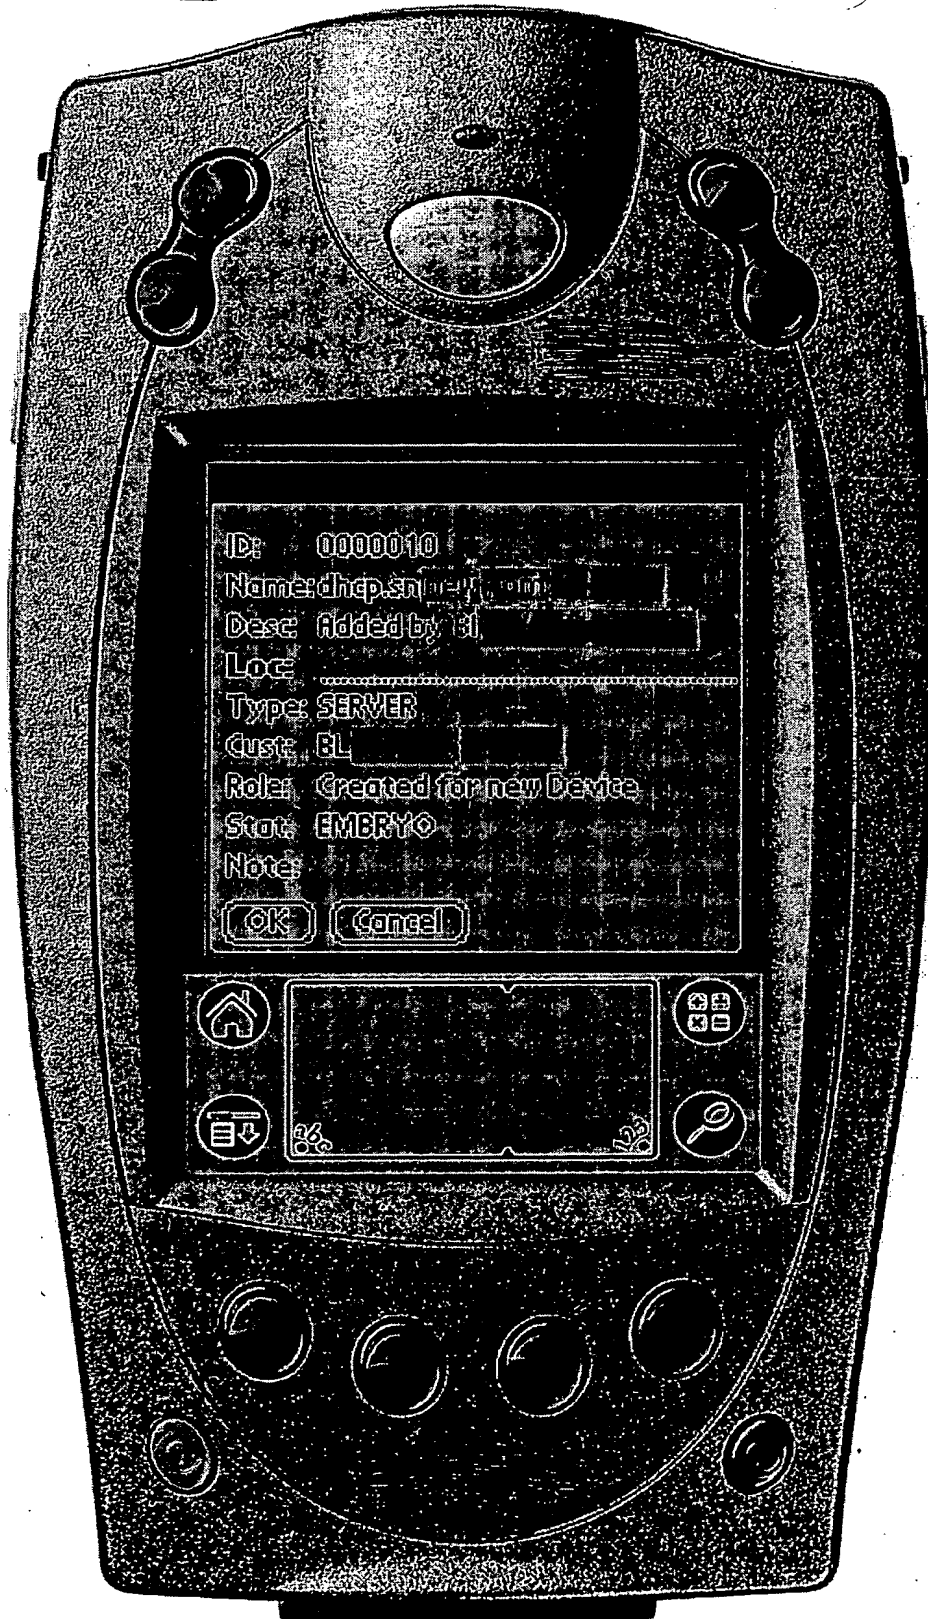 ID: 0000010
Name: dhcp.sn
Desc: Added by Bl
Loc:
Type: SERVER
Cust: BL
Role: Created for new Device
Stat: EMBRYO
Note:
OK Cancel
abc 123